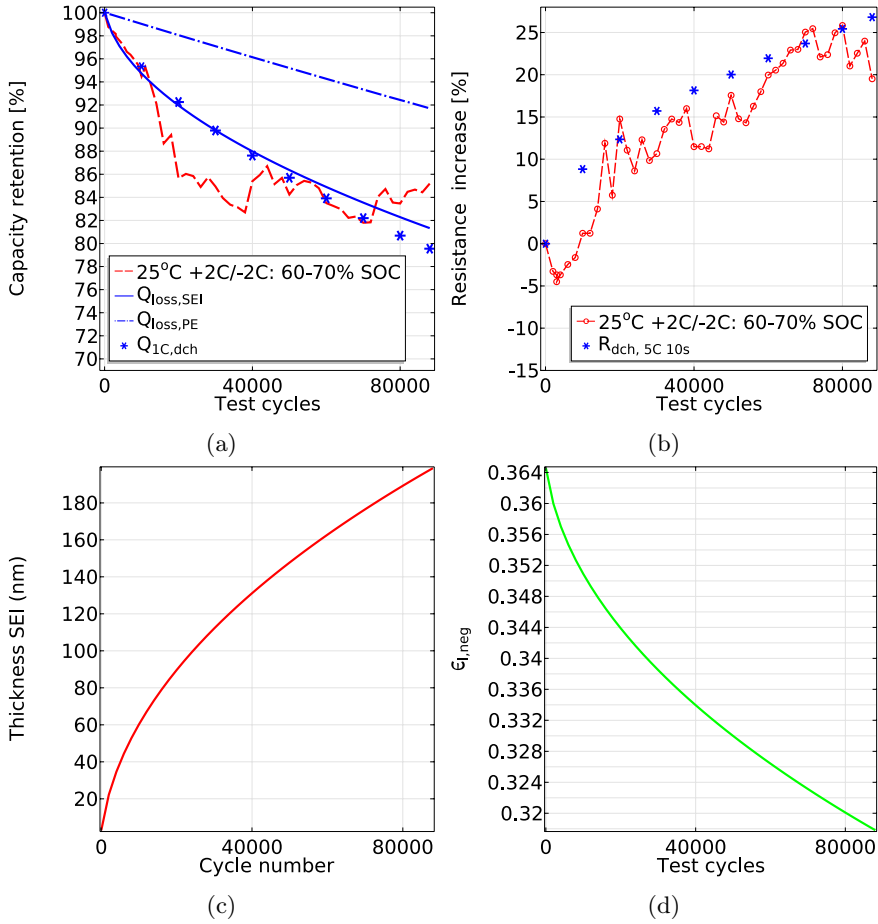 100
98
96
94
92
90
88
86
84
82
80
78
76
74
72
70
Capacity retention [%]
25°C +2C/-2C: 60-70% SOC
Qloss,SEI
Qloss,PE
Q1C,dch
0 40000 80000
Test cycles
(a)
25
20
15
10
5
0
-5
-10
-15
Resistance increase [%]
25°C +2C/-2C: 60-70% SOC
Rdch, 5C 10s
0 40000 80000
Test cycles
(b)
180
160
140
120
100
80
60
40
20
Thickness SEI (nm)
0 40000 80000
Cycle number
(c)
0.364
0.36
0.356
0.352
0.348
0.344
0.34
0.336
0.332
0.328
0.324
0.32
ϵl,neg
0 40000 80000
Test cycles
(d)